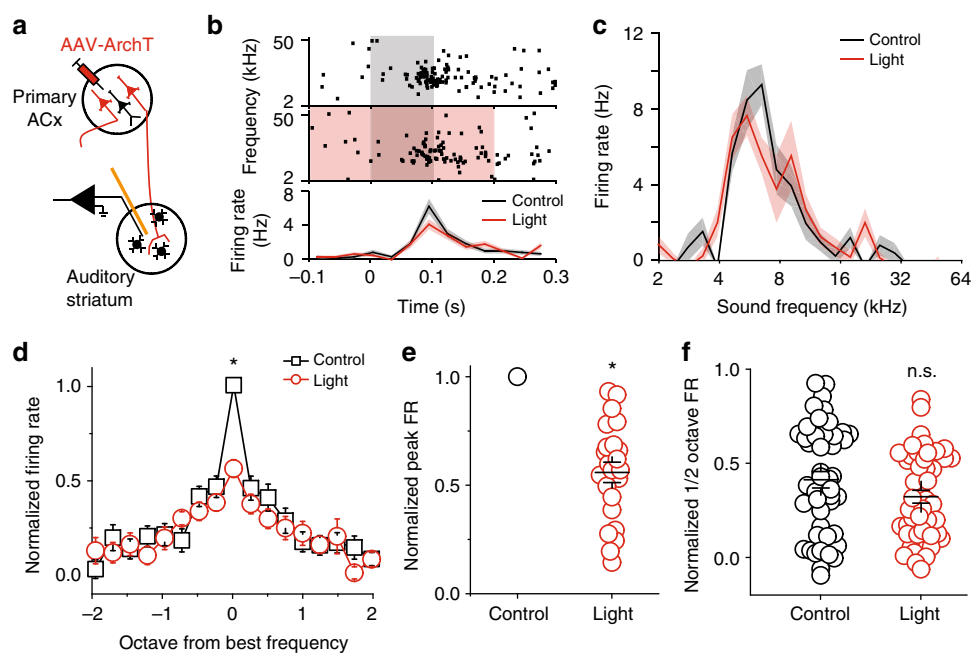 a
AAV-ArchT
Primary
ACx
Auditory
striatum
b
Frequency (kHz)
50
2
50
2
Firing rate
(Hz)
8
4
0
Control
Light
−0.1
0
0.1
0.2
0.3
Time (s)
c
Firing rate (Hz)
12
8
4
0
Control
Light
2
4
8
16
32
64
Sound frequency (kHz)
d
Normalized firing rate
1.0
0.5
0.0
*
Control
Light
−2
−1
0
1
2
Octave from best frequency
e
Normalized peak FR
1.0
0.5
0.0
*
Control
Light
f
Normalized 1/2 octave FR
1.0
0.5
0.0
n.s.
Control
Light